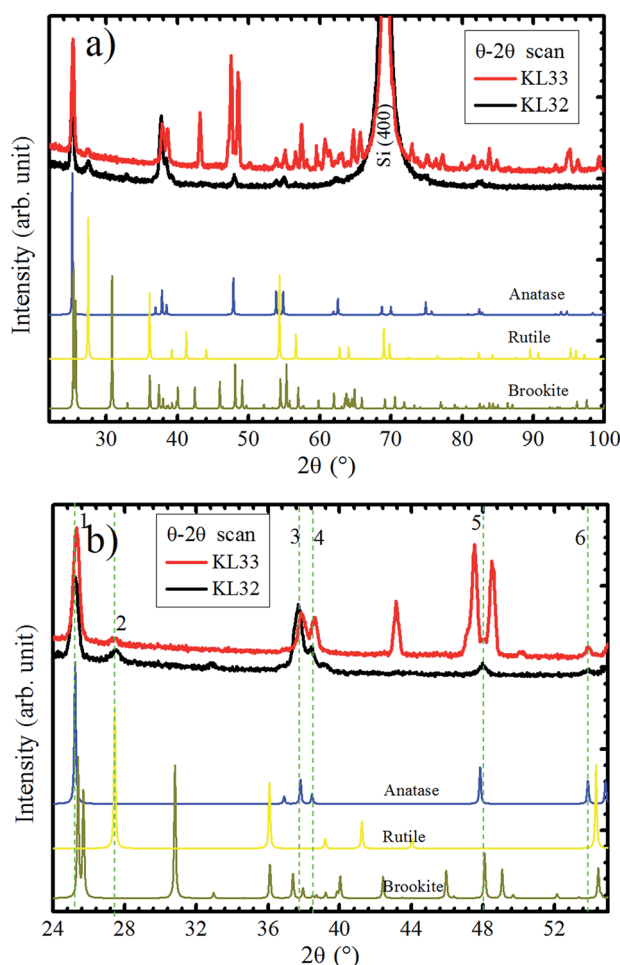 a)
θ-2θ scan
KL33
KL32
Si (400)
Intensity (arb. unit)
Anatase
Rutile
Brookite
30 40 50 60 70 80 90 100
2θ (°)
b)
θ-2θ scan
KL33
KL32
1
2
3
4
5
6
Intensity (arb. unit)
Anatase
Rutile
Brookite
24 28 32 36 40 44 48 52
2θ (°)